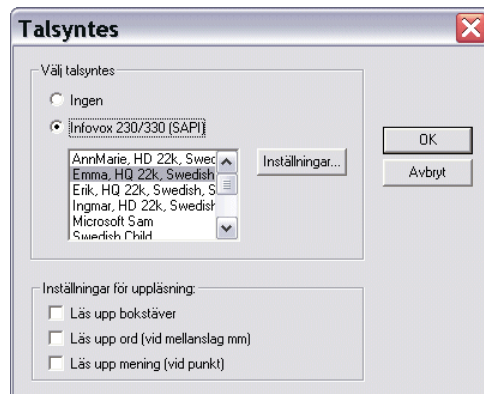 Talsyntes
Välj talsyntes
Ingen
Infovox 230/330 (SAPI)
AnnMarie, HD 22k, Swec
Emma, HQ 22k, Swedish
Erik, HQ 22k, Swedish, S
Ingmar, HD 22k, Swedish
Microsoft Sam
Swedish Child
Inställningar...
OK
Avbryt
Inställningar för uppläsning:
Läs upp bokstäver
Läs upp ord (vid mellanslag mm)
Läs upp mening (vid punkt)